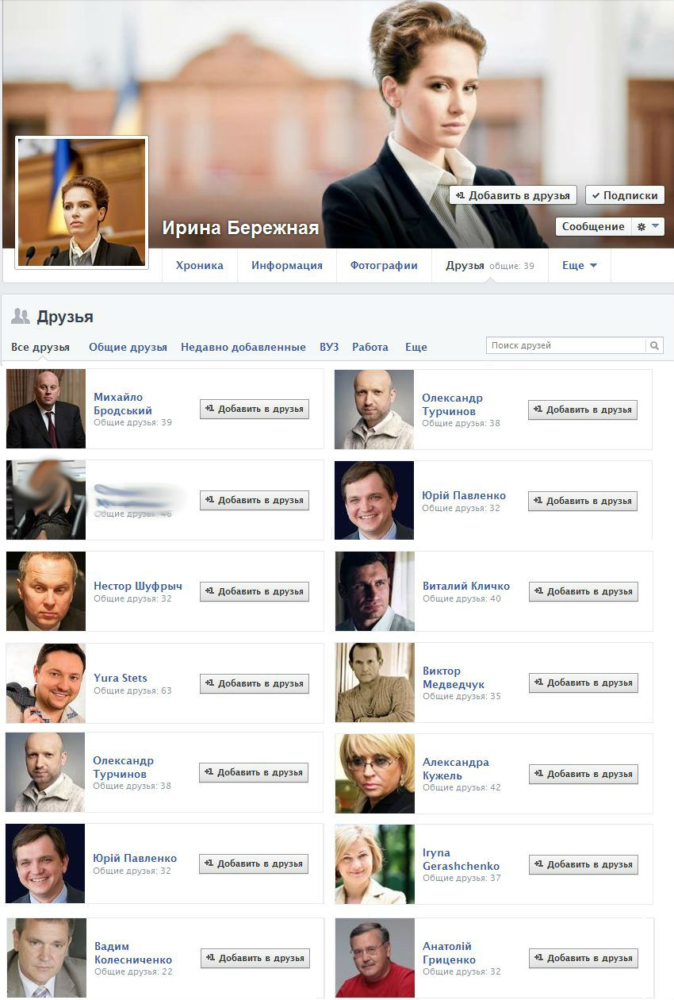 +1 Добавить в друзья
Подписки
Ирина Бережная
Сообщение
Хроника
Информация
Фотографии
Друзья общие: 39
Еще
Друзья
Все друзья
Общие друзья
Недавно добавленные
ВУЗ
Работа
Еще
Поиск друзей
Михайло
Бродський
Общие друзья: 39
+1 Добавить в друзья
Олександр
Турчинов
Общие друзья: 38
+1 Добавить в друзья
Общие друзья: 46
+1 Добавить в друзья
Юрій Павленко
Общие друзья: 32
+1 Добавить в друзья
Нестор Шуфрыч
Общие друзья: 32
+1 Добавить в друзья
Виталий Кличко
Общие друзья: 40
+1 Добавить в друзья
Yura Stets
Общие друзья: 63
+1 Добавить в друзья
Виктор
Медведчук
Общие друзья: 35
+1 Добавить в друзья
Олександр
Турчинов
Общие друзья: 38
+1 Добавить в друзья
Александра
Кужель
Общие друзья: 42
+1 Добавить в друзья
Юрій Павленко
Общие друзья: 32
+1 Добавить в друзья
Iryna
Gerashchenko
Общие друзья: 37
+1 Добавить в друзья
Вадим
Колесниченко
Общие друзья: 22
+1 Добавить в друзья
Анатолій
Гриценко
Общие друзья: 32
+1 Добавить в друзья